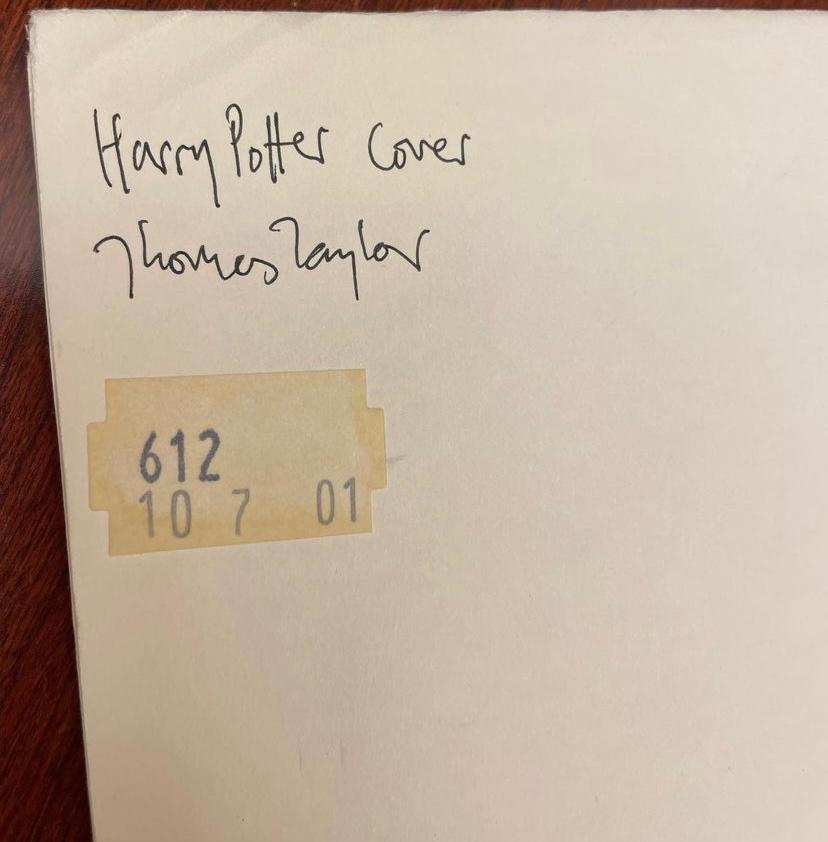 Harry Potter Cover
Thomas Taylor
612
10 7 01